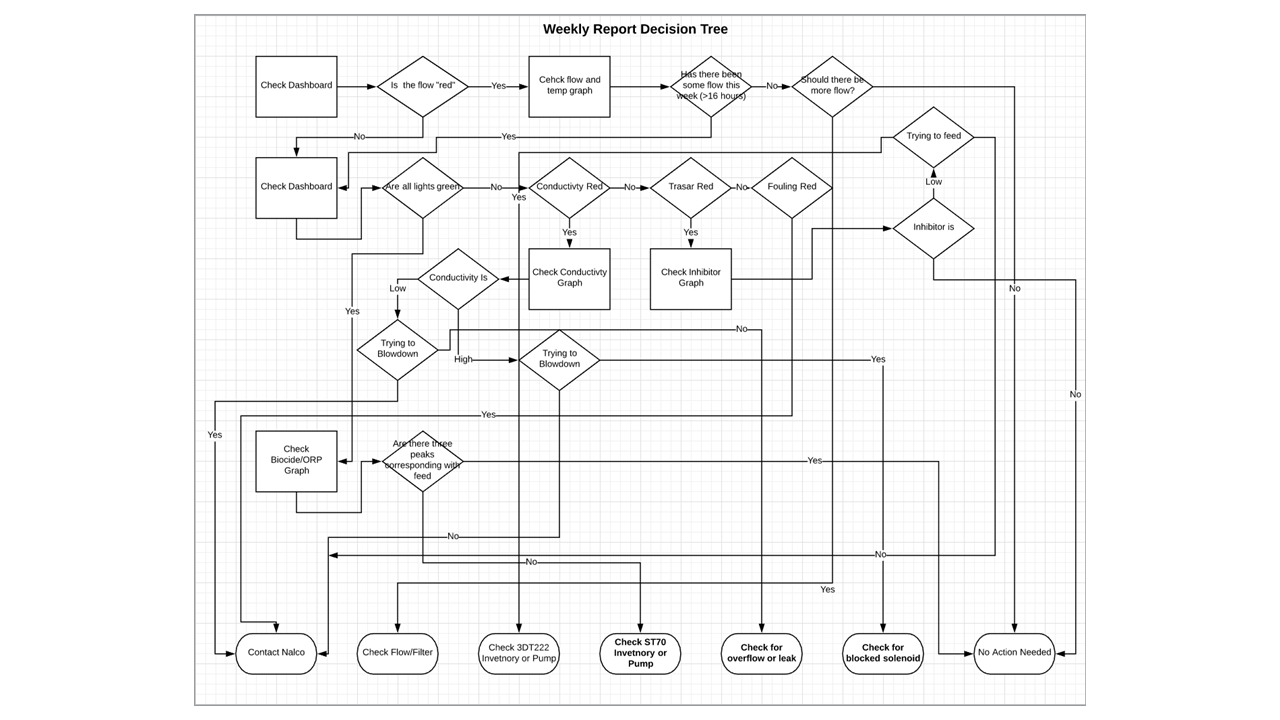 Weekly Report Decision Tree
Check Dashboard
Is the flow "red"
Yes
Cehck flow and
temp graph
Has there been
some flow this
week (>16 hours)
No
Should there be
more flow?
No
Yes
Trying to feed
Check Dashboard
Are all lights green
No
Yes
Conductivty Red
No
Trasar Red
No
Fouling Red
Low
Yes
Yes
Inhibitor is
Conductivity Is
Check Conductivty
Graph
Check Inhibitor
Graph
Low
No
Yes
No
Trying to
Blowdown
High
Trying to
Blowdown
Yes
No
Yes
Yes
Check
Biocide/ORP
Graph
Are there three
peaks
corresponding with
feed
Yes
No
No
No
Yes
Contact Nalco
Check Flow/Filter
Check 3DT222
Invetnory or Pump
Check ST70
Invetnory or
Pump
Check for
overflow or leak
Check for
blocked solenoid
No Action Needed